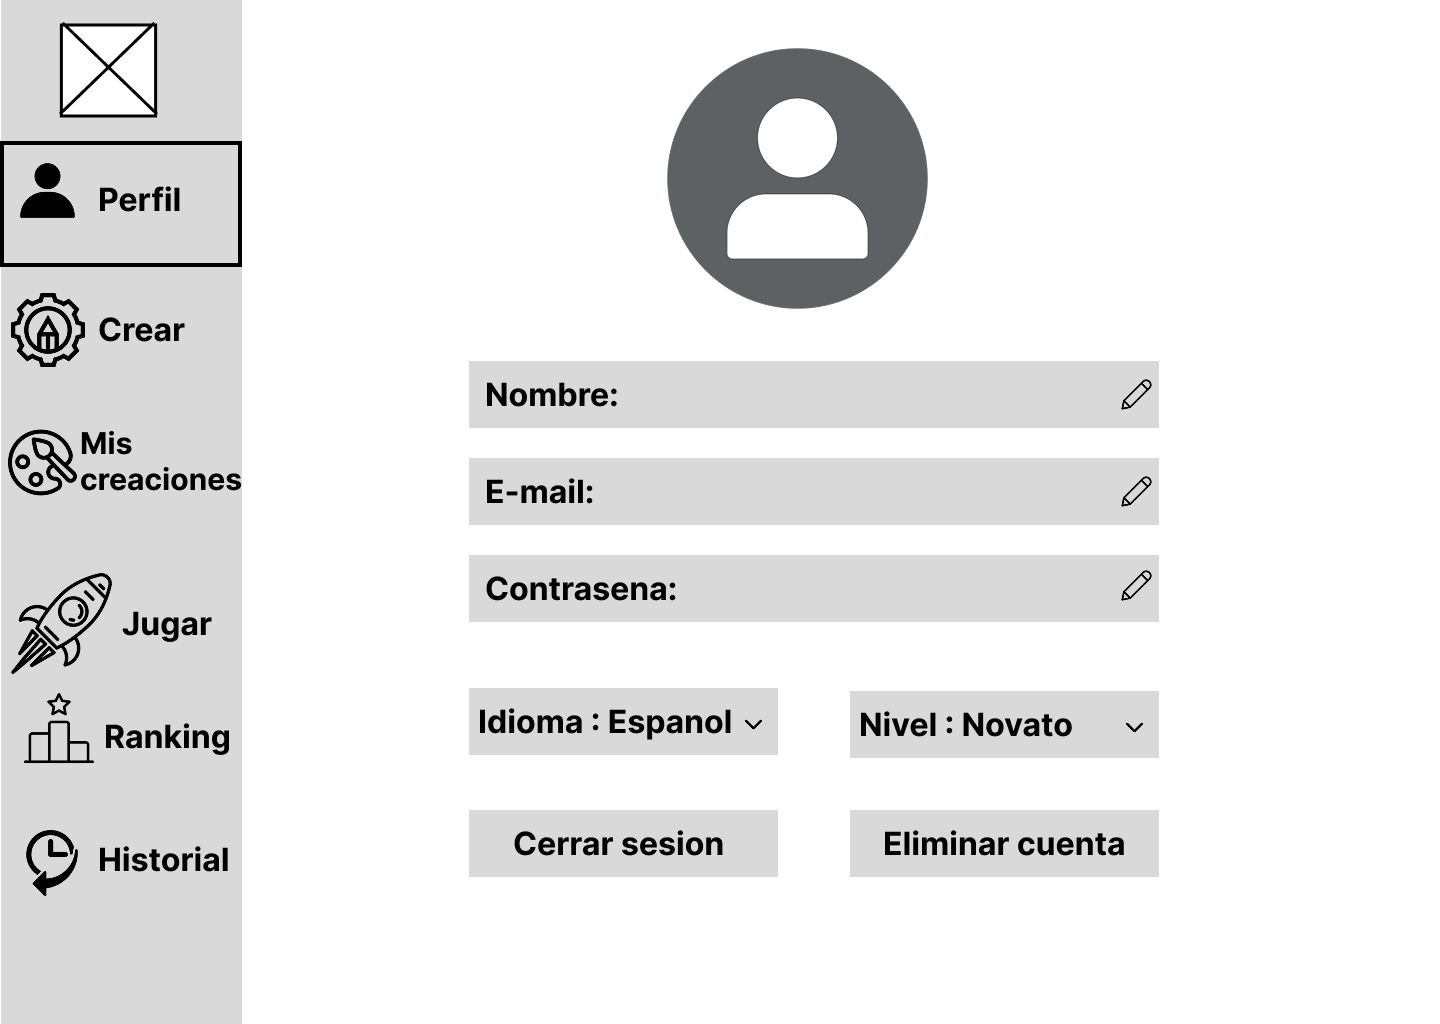 Perfil
Crear
Mis
creaciones
Jugar
Ranking
Historial
Nombre:
E-mail:
Contrasena:
Idioma : Espanol
Nivel : Novato
Cerrar sesion
Eliminar cuenta